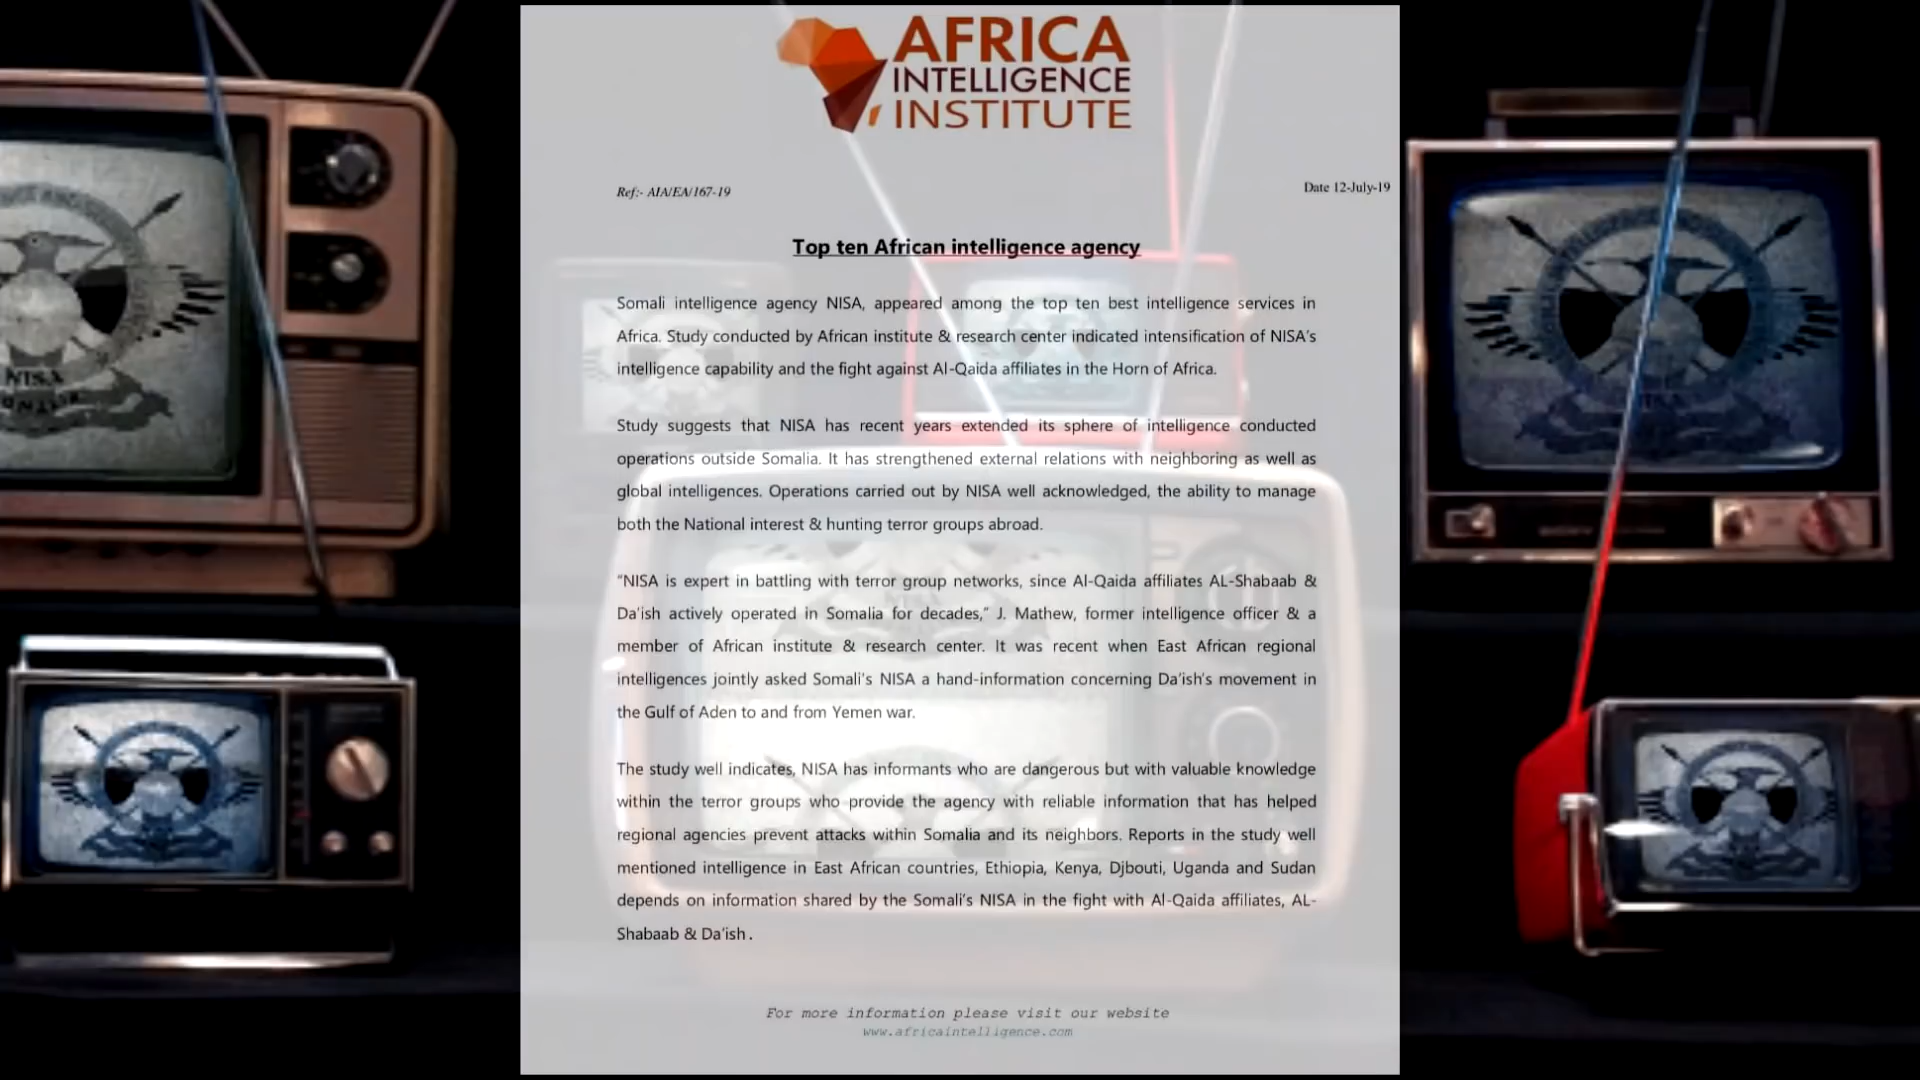 AFRICA
INTELLIGENCE
INSTITUTE
Ref:- AIA/EA/167-19
Date 12-July-19
Top ten African intelligence agency
Somali intelligence agency NISA, appeared among the top ten best intelligence services in
Africa. Study conducted by African institute & research center indicated intensification of NISA's
intelligence capability and the fight against Al-Qaida affiliates in the Horn of Africa.
Study suggests that NISA has recent years extended its sphere of intelligence conducted
operations outside Somalia. It has strengthened external relations with neighboring as well as
global intelligences. Operations carried out by NISA well acknowledged, the ability to manage
both the National interest & hunting terror groups abroad.
"NISA is expert in battling with terror group networks, since Al-Qaida affiliates AL-Shabaab &
Da'ish actively operated in Somalia for decades," J. Mathew, former intelligence officer & a
member of African institute & research center. It was recent when East African regional
intelligences jointly asked Somali's NISA a hand-information concerning Da'ish's movement in
the Gulf of Aden to and from Yemen war.
The study well indicates, NISA has informants who are dangerous but with valuable knowledge
within the terror groups who provide the agency with reliable information that has helped
regional agencies prevent attacks within Somalia and its neighbors. Reports in the study well
mentioned intelligence in East African countries, Ethiopia, Kenya, Djbouti, Uganda and Sudan
depends on information shared by the Somali's NISA in the fight with Al-Qaida affiliates, AL-
Shabaab & Da'ish.
For more information please visit our website
www.africaintelligence.com
NISA